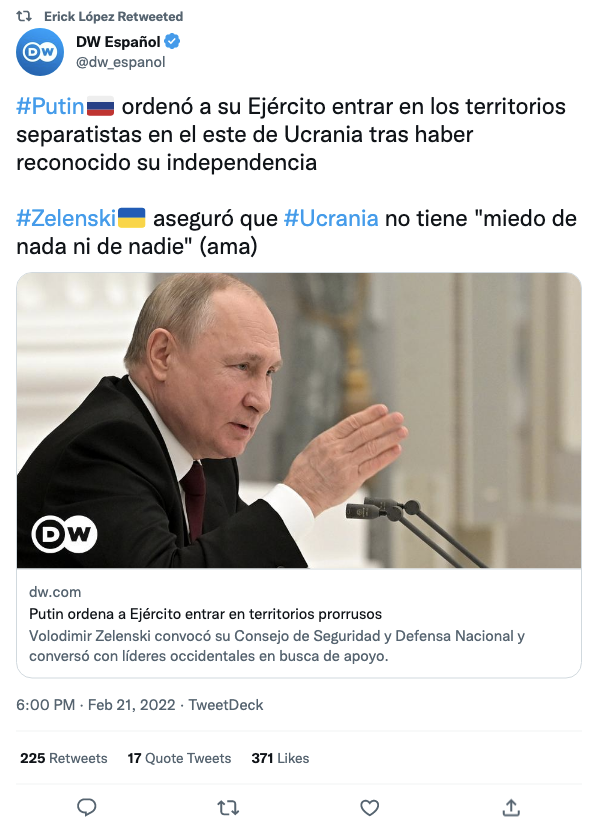 Erick López Retweeted
DW
DW Español
@dw_espanol
#Putin🇷🇺 ordenó a su Ejército entrar en los territorios
separatistas en el este de Ucrania tras haber
reconocido su independencia
#Zelenski🇺🇦 aseguró que #Ucrania no tiene "miedo de
nada ni de nadie" (ama)
DW
dw.com
Putin ordena a Ejército entrar en territorios prorrusos
Volodimir Zelenski convocó su Consejo de Seguridad y Defensa Nacional y
conversó con líderes occidentales en busca de apoyo.
6:00 PM · Feb 21, 2022 · TweetDeck
225 Retweets 17 Quote Tweets 371 Likes